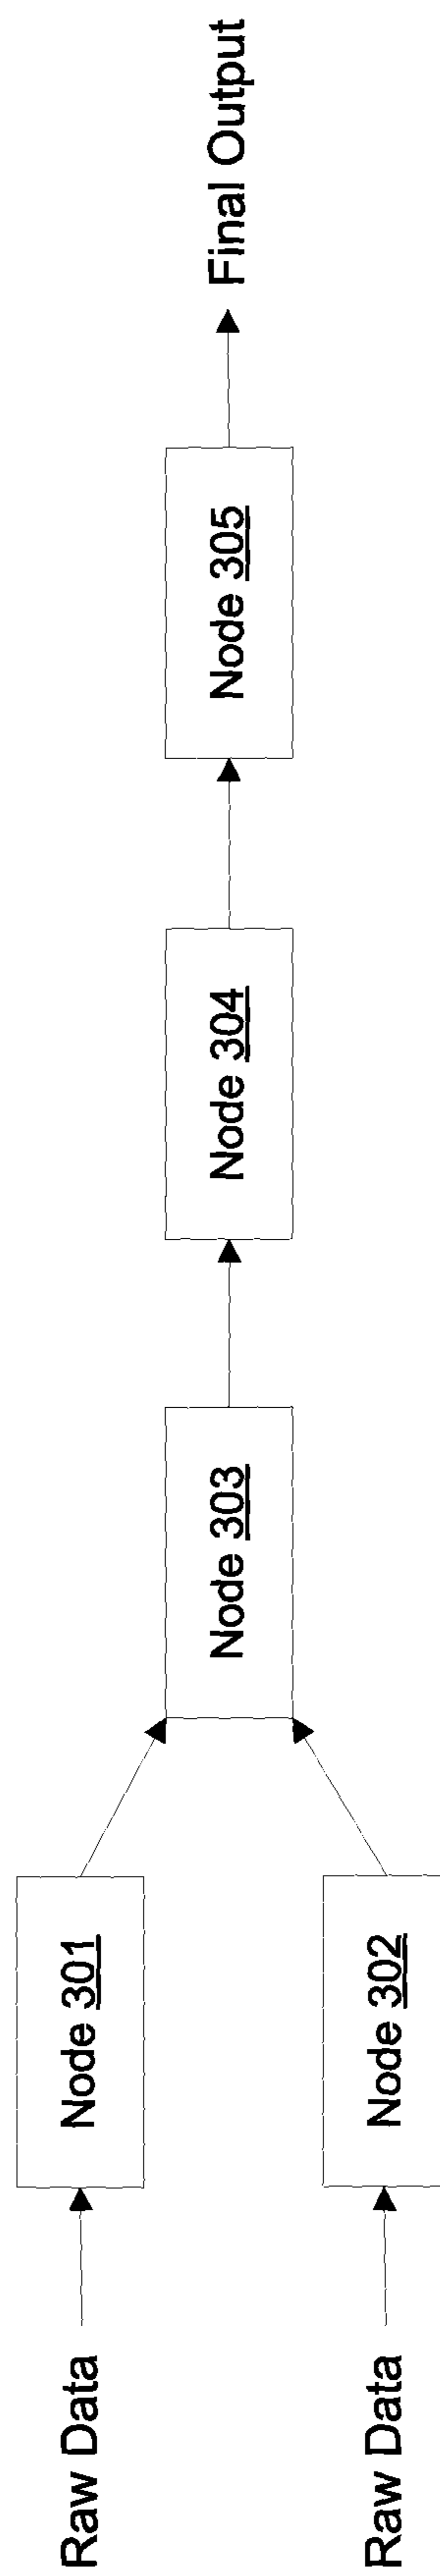 Raw Data
Raw Data
Node 301
Node 302
Node 303
Node 304
Node 305
Final Output